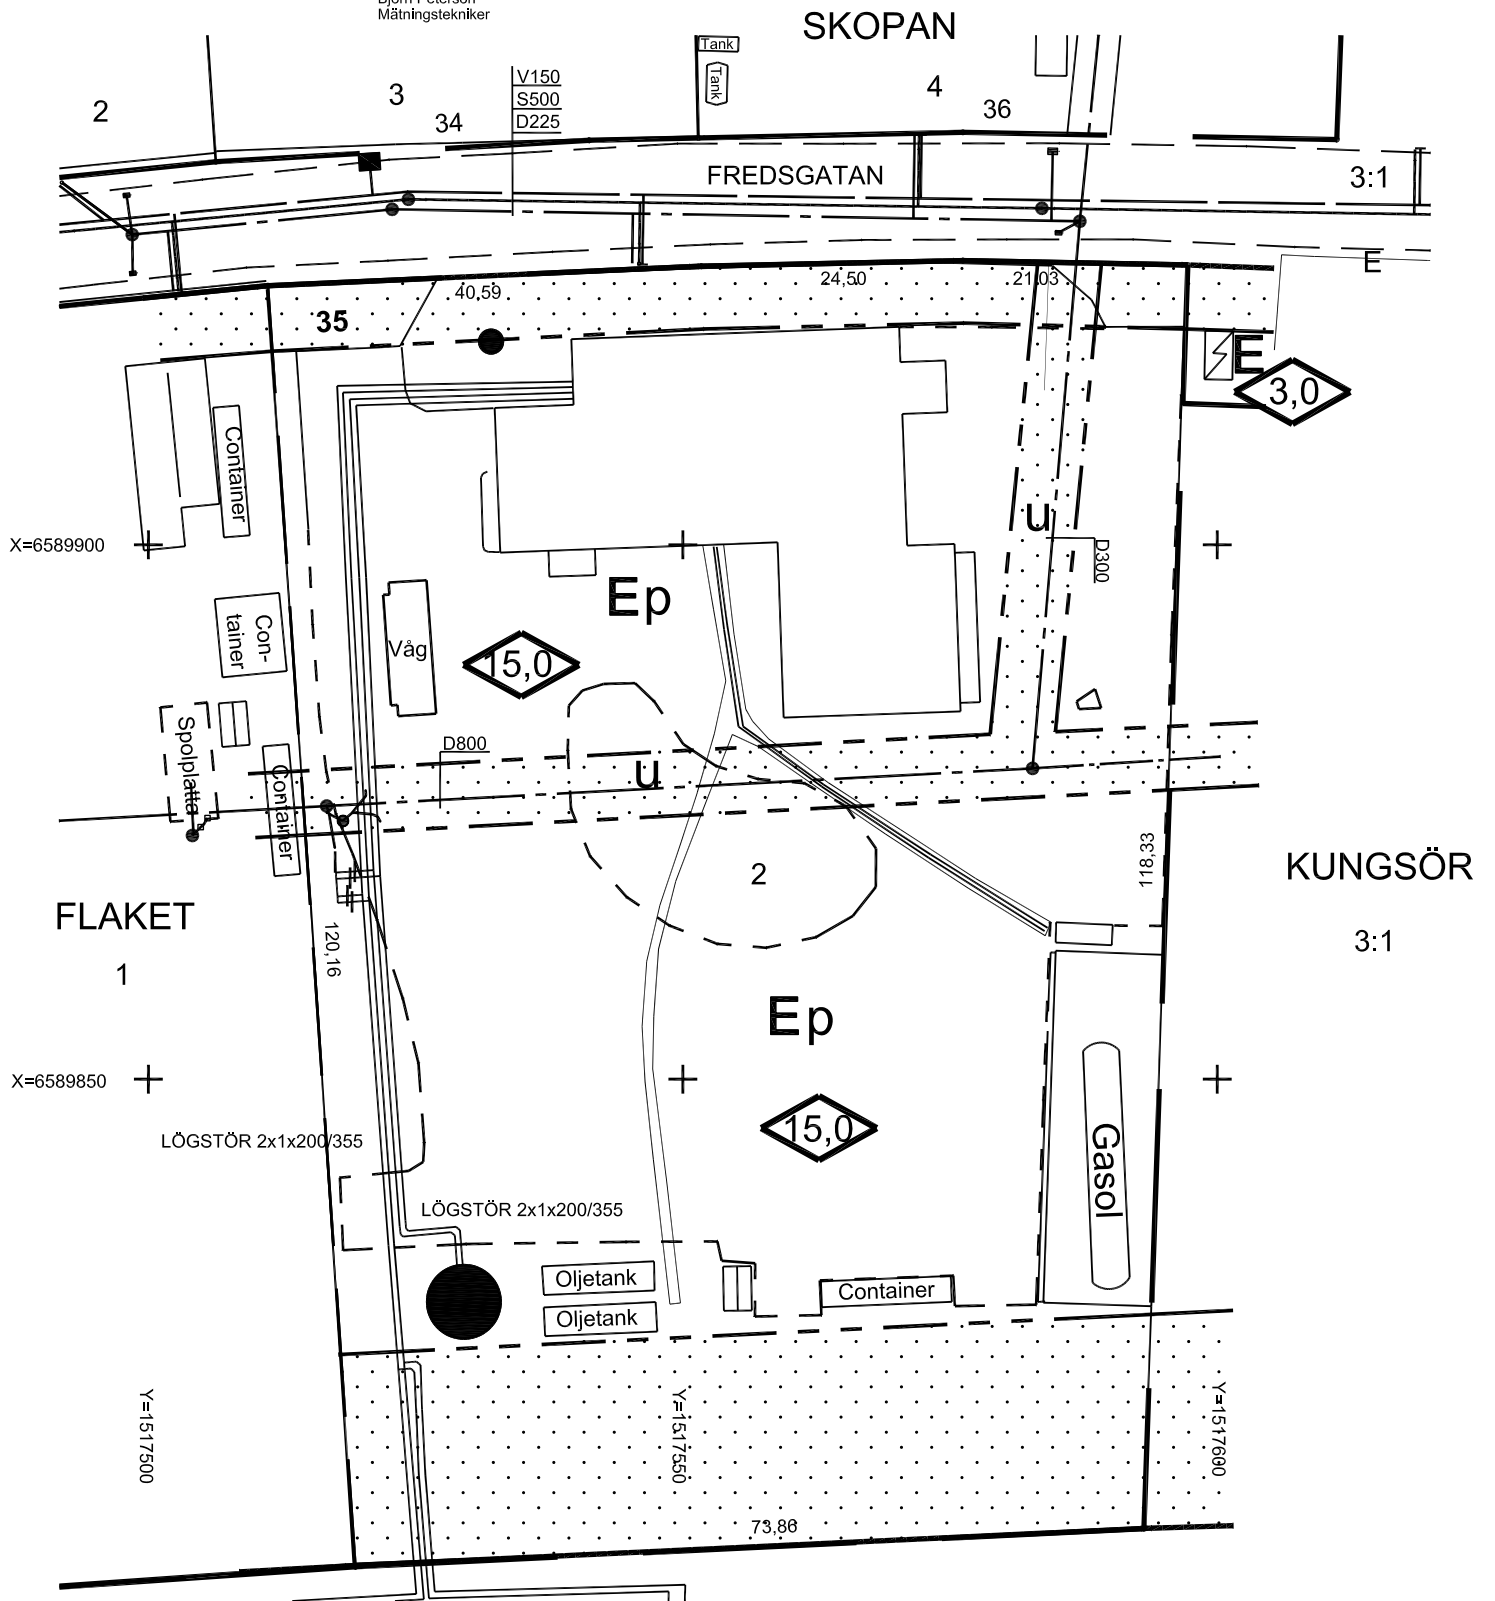 Björn Peterson
Mätningstekniker
SKOPAN
Tank
Tank
V150
S500
D225
2
3
34
4
36
FREDSGATAN
3:1
E
40,59
24,50
21,03
35
E
3,0
Container
u
X=6589900
D300
Ep
Con-
tainer
Våg
15,0
Spolplatta
D800
Container
u
118,33
2
KUNGSÖR
FLAKET
3:1
120,16
1
Ep
X=6589850
15,0
LÖGSTÖR 2x1x200/355
Gasol
LÖGSTÖR 2x1x200/355
Oljetank
Container
Oljetank
Y=1517500
Y=1517550
Y=1517600
73,86